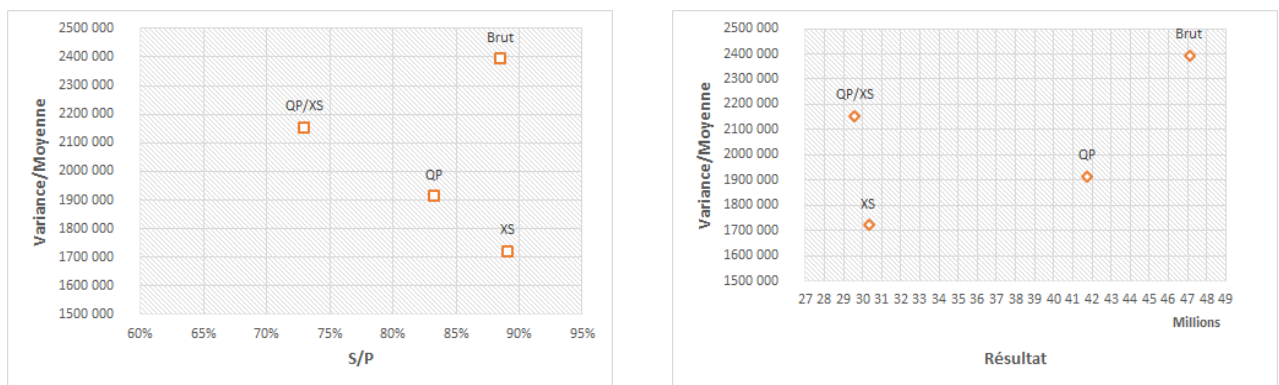 2500 000
2400 000
2300 000
2200 000
2100 000
2000 000
1900 000
1800 000
1700 000
1600 000
1500 000
Variance/Moyenne
Brut
QP/XS
QP
XS
60% 65% 70% 75% 80% 85% 90% 95%
S/P
2500 000
2400 000
2300 000
2200 000
2100 000
2000 000
1900 000
1800 000
1700 000
1600 000
1500 000
Variance/Moyenne
Brut
QP/XS
QP
XS
27 28 29 30 31 32 33 34 35 36 37 38 39 40 41 42 43 44 45 46 47 48 49
Millions
Résultat